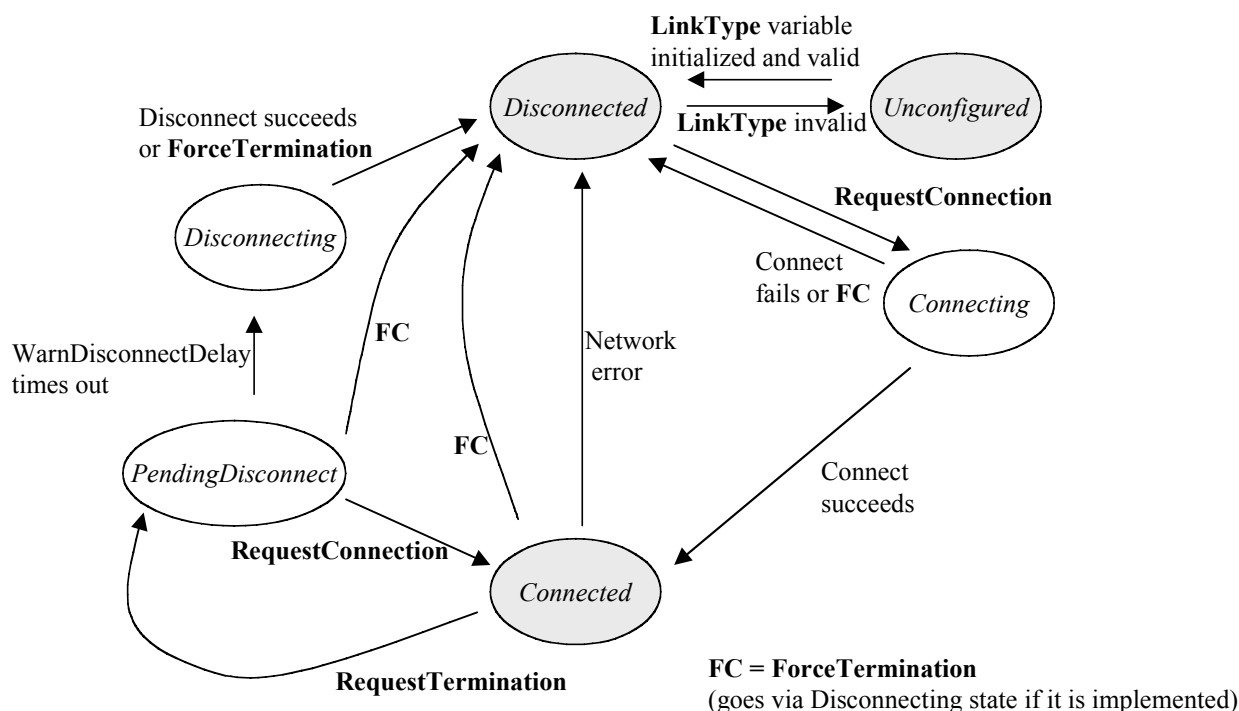 LinkType variable
initialized and valid
Disconnected
Unconfigured
LinkType invalid
Disconnect succeeds
or ForceTermination
RequestConnection
Disconnecting
Connect
fails or FC
Connecting
FC
Network
error
WarnDisconnectDelay
times out
FC
PendingDisconnect
Connect
succeeds
RequestConnection
Connected
RequestTermination
FC = ForceTermination
(goes via Disconnecting state if it is implemented)